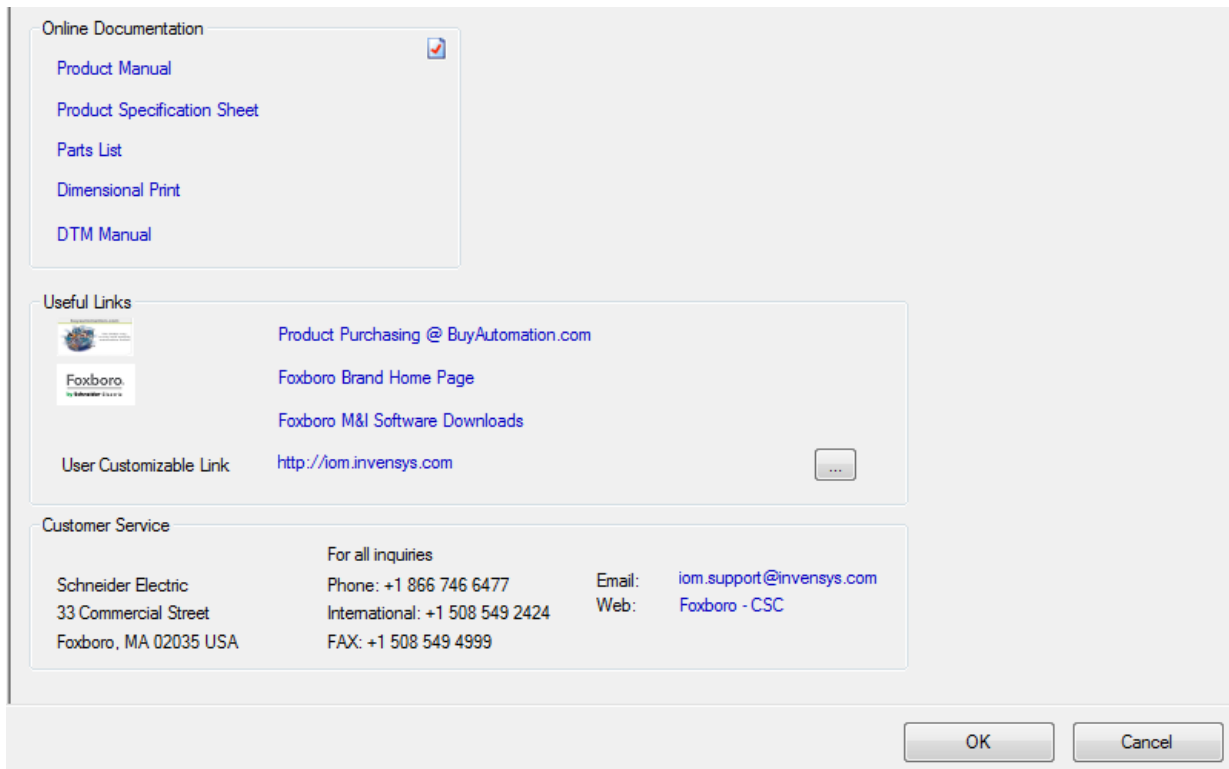 Online Documentation
Product Manual
Product Specification Sheet
Parts List
Dimensional Print
DTM Manual
Useful Links
Product Purchasing @ BuyAutomation.com
Foxboro.
by Schneider Electric
Foxboro Brand Home Page
Foxboro M&I Software Downloads
User Customizable Link http://iom.invensys.com ...
Customer Service
For all inquiries
Schneider Electric Phone: +1 866 746 6477 Email: iom.support@invensys.com
33 Commercial Street International: +1 508 549 2424 Web: Foxboro - CSC
Foxboro, MA 02035 USA FAX: +1 508 549 4999
OK Cancel